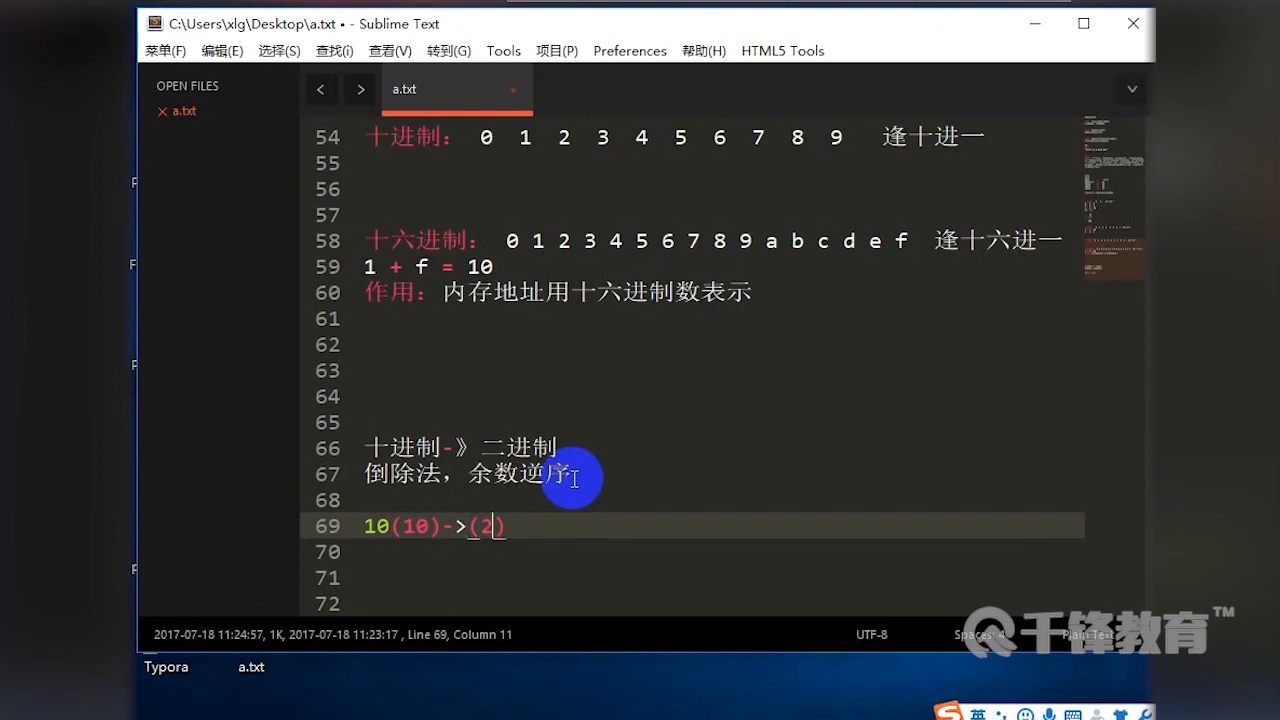 C:\Users\xlg\Desktop\a.txt • - Sublime Text
菜单(F) 编辑(E) 选择(S) 查找(i) 查看(V) 转到(G) Tools 项目(P) Preferences 帮助(H) HTML5 Tools
OPEN FILES
a.txt
a.txt
54 十进制： 0 1 2 3 4 5 6 7 8 9 逢十进一
55
56
57
58 十六进制： 0 1 2 3 4 5 6 7 8 9 a b c d e f 逢十六进一
59 1 + f = 10
60 作用：内存地址用十六进制数表示
61
62
63
64
65
66 十进制-》二进制
67 倒除法，余数逆序
68
69 10(10)->(2)
70
71
72
2017-07-18 11:24:57, 1K, 2017-07-18 11:23:17 , Line 69, Column 11
UTF-8
Spaces: 4
Plain Text
千锋教育™
Typora
a.txt
英